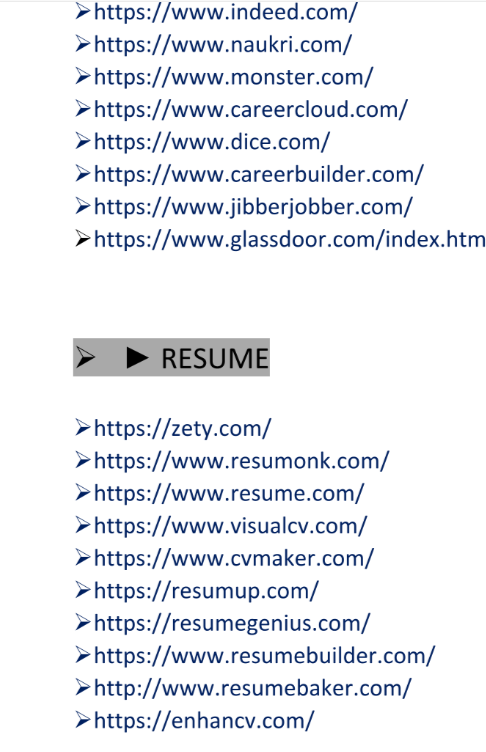 ➢https://www.indeed.com/
➢https://www.naukri.com/
➢https://www.monster.com/
➢https://www.careercloud.com/
➢https://www.dice.com/
➢https://www.careerbuilder.com/
➢https://www.jibberjobber.com/
➢https://www.glassdoor.com/index.htm
➢ ► RESUME
➢https://zety.com/
➢https://www.resumonk.com/
➢https://www.resume.com/
➢https://www.visualcv.com/
➢https://www.cvmaker.com/
➢https://resumup.com/
➢https://resumegenius.com/
➢https://www.resumebuilder.com/
➢http://www.resumebaker.com/
➢https://enhancv.com/